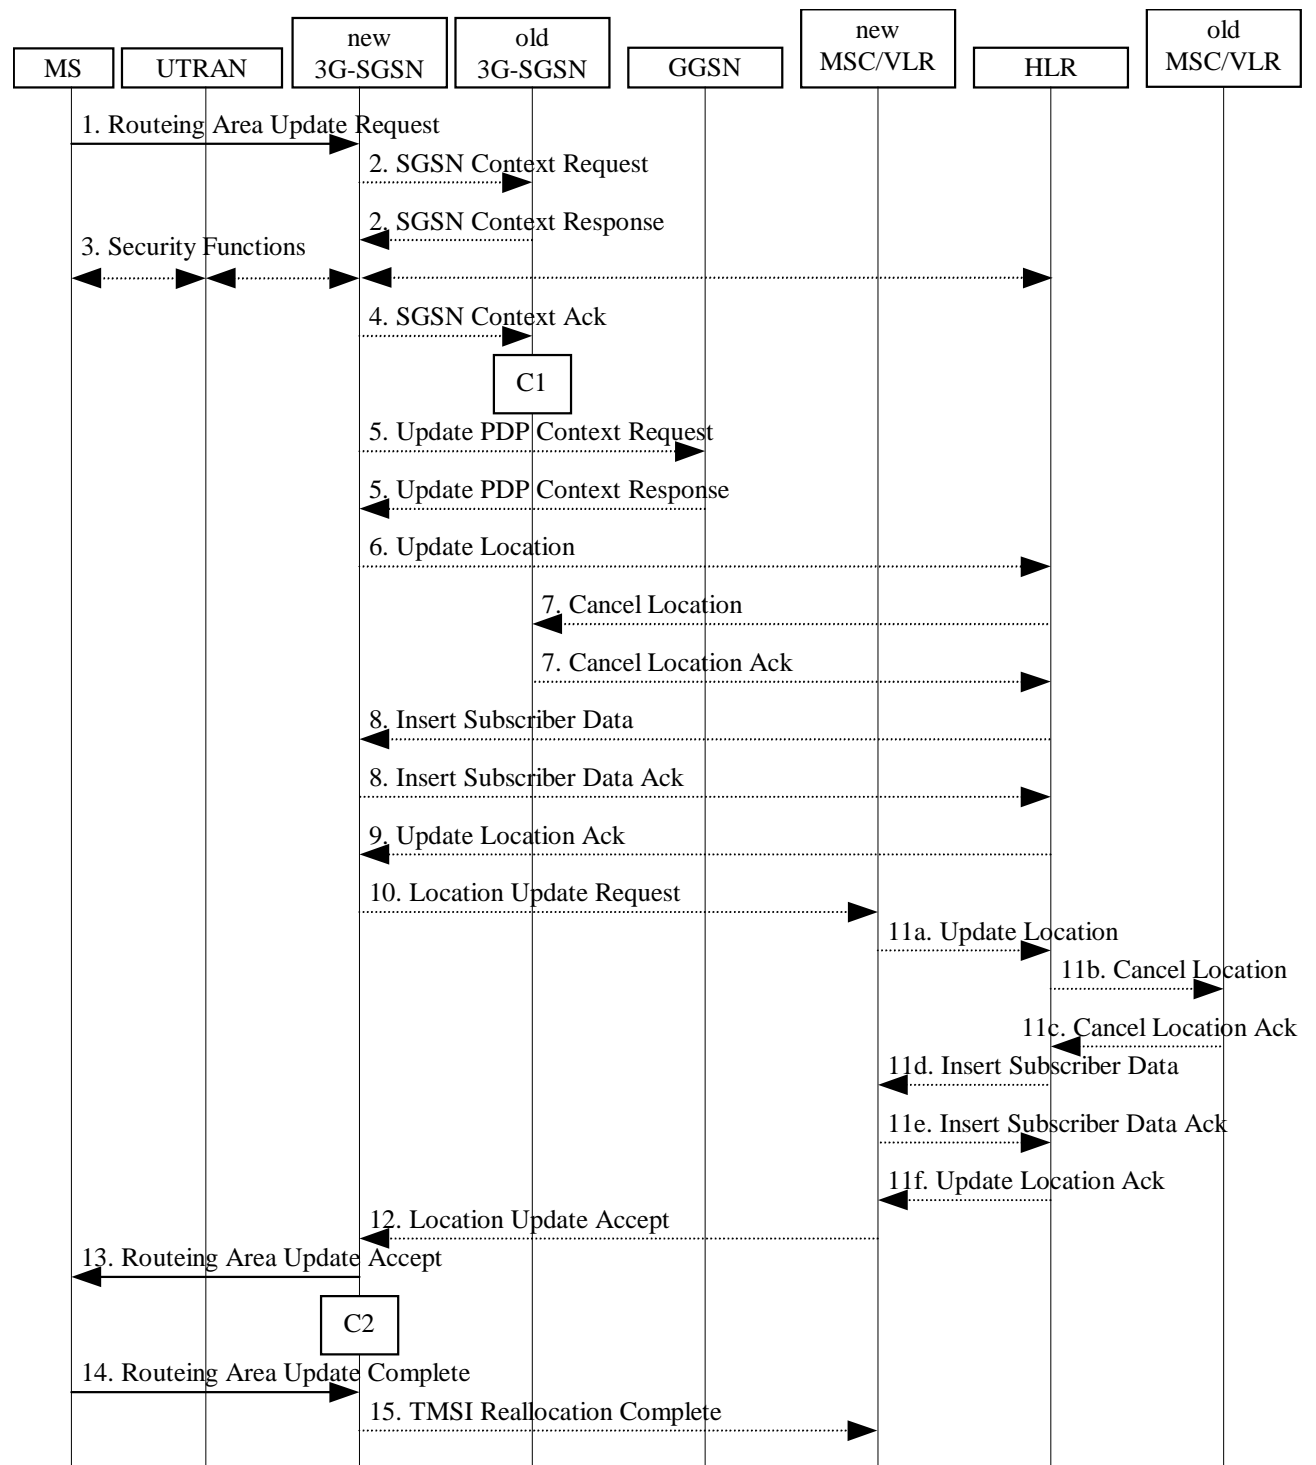 MS
UTRAN
new
3G-SGSN
old
3G-SGSN
GGSN
new
MSC/VLR
HLR
old
MSC/VLR
1. Routeing Area Update Request
2. SGSN Context Request
2. SGSN Context Response
3. Security Functions
4. SGSN Context Ack
C1
5. Update PDP Context Request
5. Update PDP Context Response
6. Update Location
7. Cancel Location
7. Cancel Location Ack
8. Insert Subscriber Data
8. Insert Subscriber Data Ack
9. Update Location Ack
10. Location Update Request
11a. Update Location
11b. Cancel Location
11c. Cancel Location Ack
11d. Insert Subscriber Data
11e. Insert Subscriber Data Ack
11f. Update Location Ack
12. Location Update Accept
13. Routeing Area Update Accept
C2
14. Routeing Area Update Complete
15. TMSI Reallocation Complete